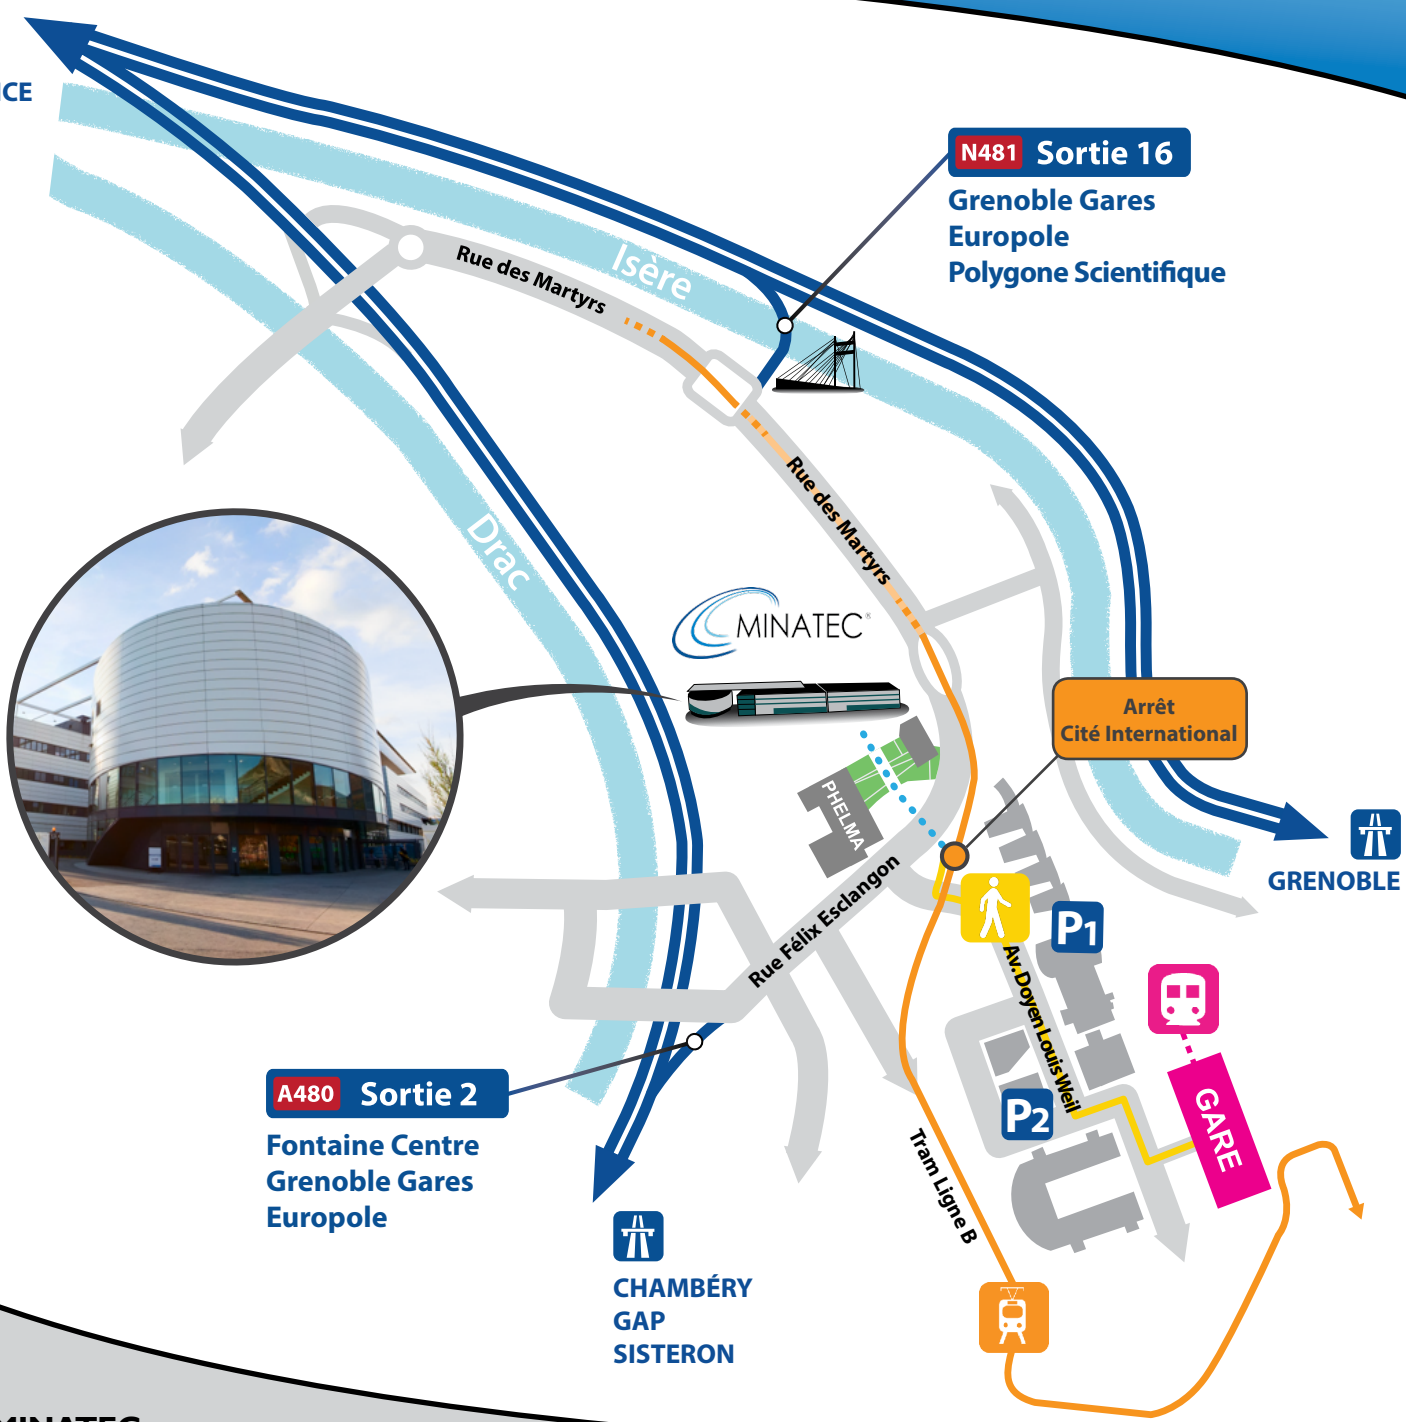 N481 Sortie 16
Grenoble Gares
Europole
Polygone Scientifique
Isère
Rue des Martyrs
Drac
Rue des Martyrs
MINATEC®
Arrêt
Cité International
PHELMA
GRENOBLE
Rue Félix Esclangon
P1
Av. Doyen Louis Weil
A480 Sortie 2
Fontaine Centre
Grenoble Gares
Europole
P2
GARE
Tram Ligne B
CHAMBÉRY
GAP
SISTERON
MINATEC